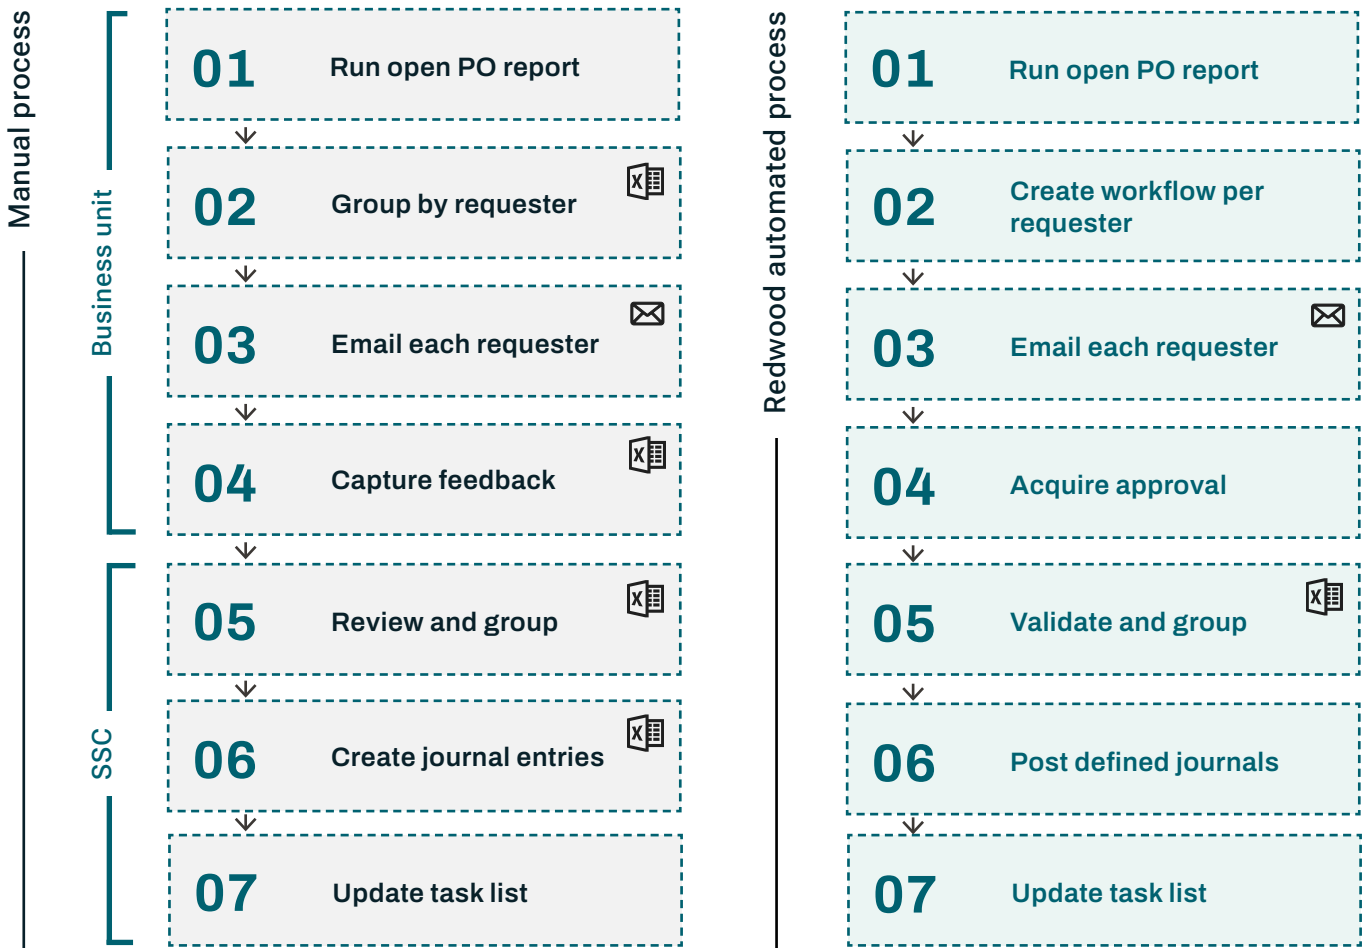 Manual process
Business unit
01
Run open PO report
02
Group by requester
X
03
Email each requester
04
Capture feedback
X
SSC
05
Review and group
X
06
Create journal entries
X
07
Update task list
Redwood automated process
01
Run open PO report
02
Create workflow per
requester
03
Email each requester
04
Acquire approval
05
Validate and group
X
06
Post defined journals
07
Update task list